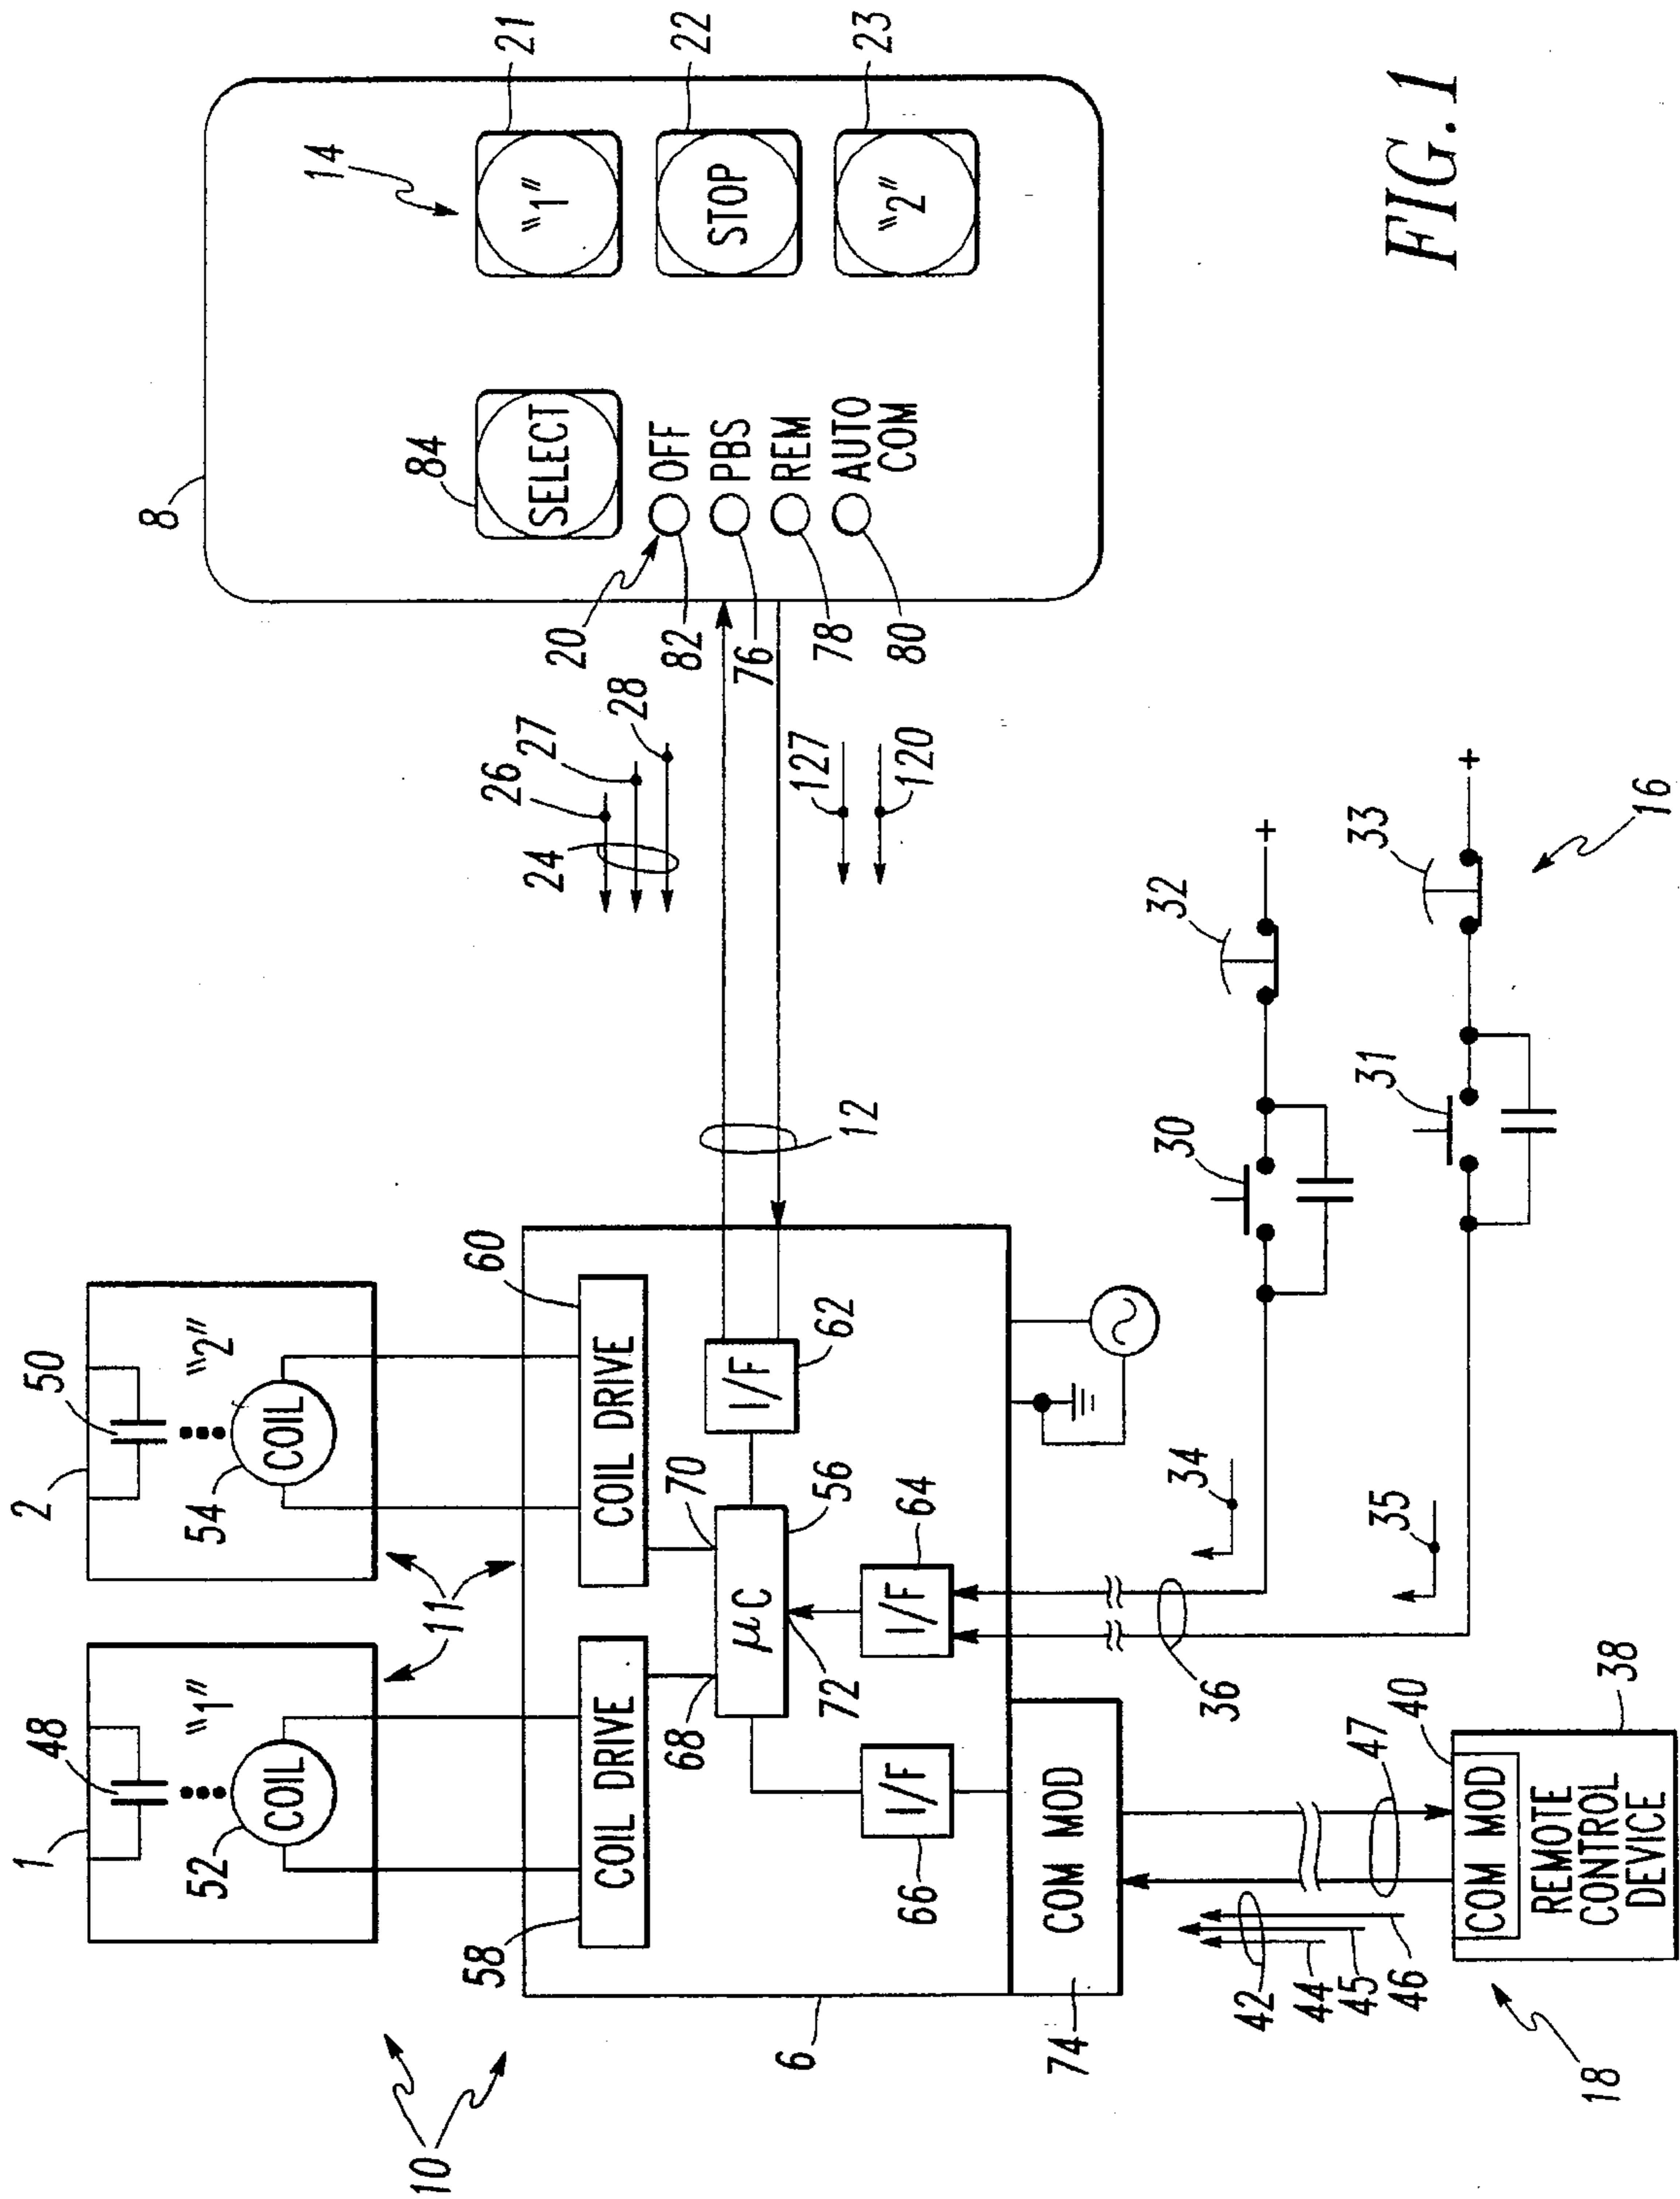 10
1
48
52
"1"
COIL
11
2
50
54
"2"
COIL
58
COIL DRIVE
60
COIL DRIVE
68
70
μC
56
72
I/F
62
I/F
64
I/F
66
6
74
COM MOD
12
24
26
27
28
127
120
8
84
SELECT
20
OFF
PBS
REM
AUTO
COM
82
76
78
80
14
"1"
21
STOP
22
"2"
23
30
32
+
34
31
33
+
35
36
16
42
44
45
46
47
40
COM MOD
REMOTE
CONTROL
DEVICE
38
18
FIG. 1